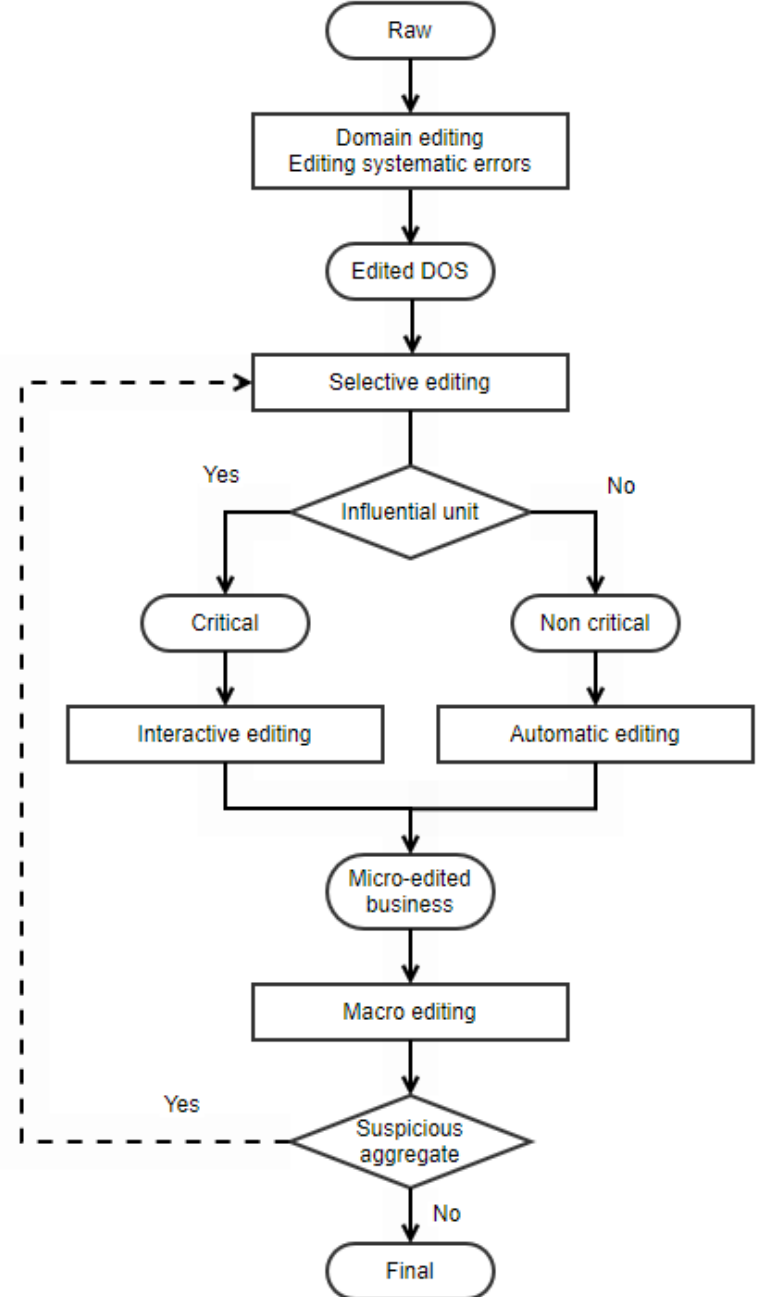 Raw
Domain editing
Editing systematic errors
Edited DOS
Selective editing
Yes
No
Influential unit
Critical
Non critical
Interactive editing
Automatic editing
Micro-edited
business
Macro editing
Yes
Suspicious
aggregate
No
Final